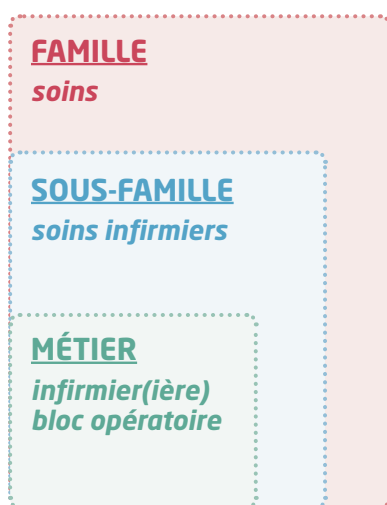 FAMILLE
soins
SOUS-FAMILLE
soins infirmiers
MÉTIER
infirmier(ière)
bloc opératoire